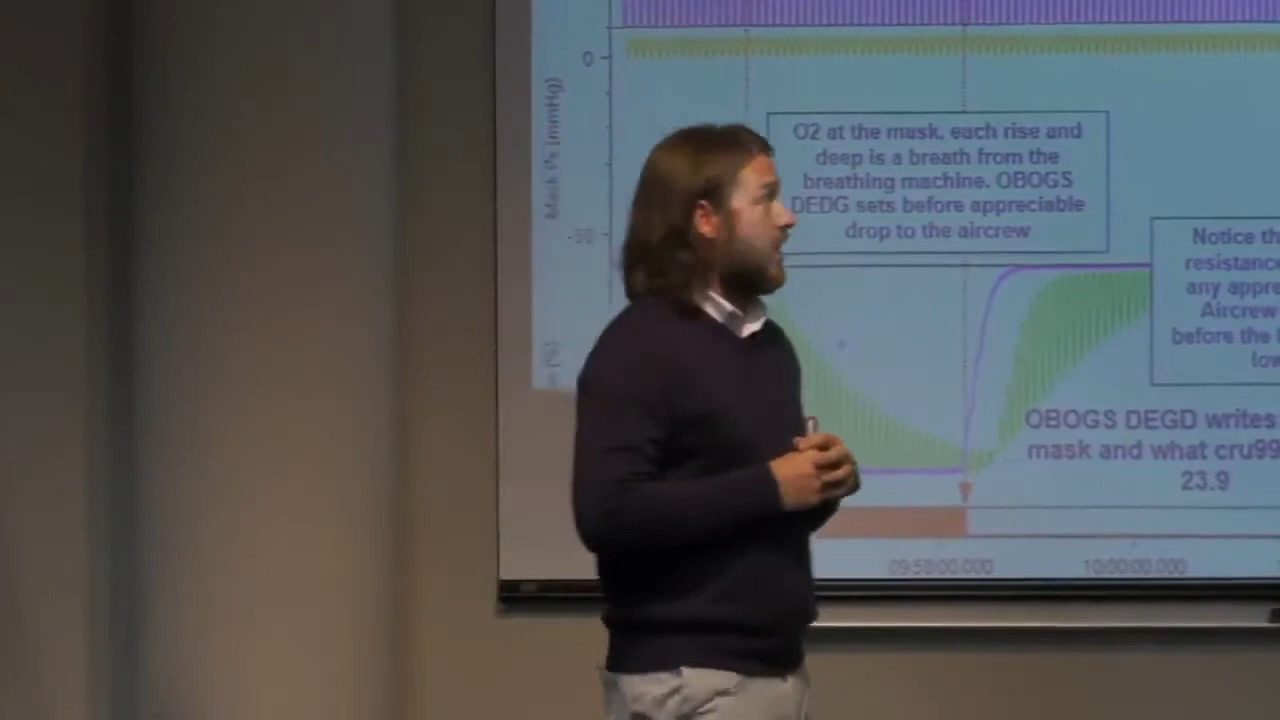 0
Mask Ps (mmHg)
O2 at the mask, each rise and
deep is a breath from the
breathing machine. OBOGS
DEDG sets before appreciable
drop to the aircrew
-50
Notice th
resistance
any appre
Aircrew
before the
low
(%)
OBOGS DEGD writes
mask and what cru99
23.9
09:58:00.000
10:00:00.000